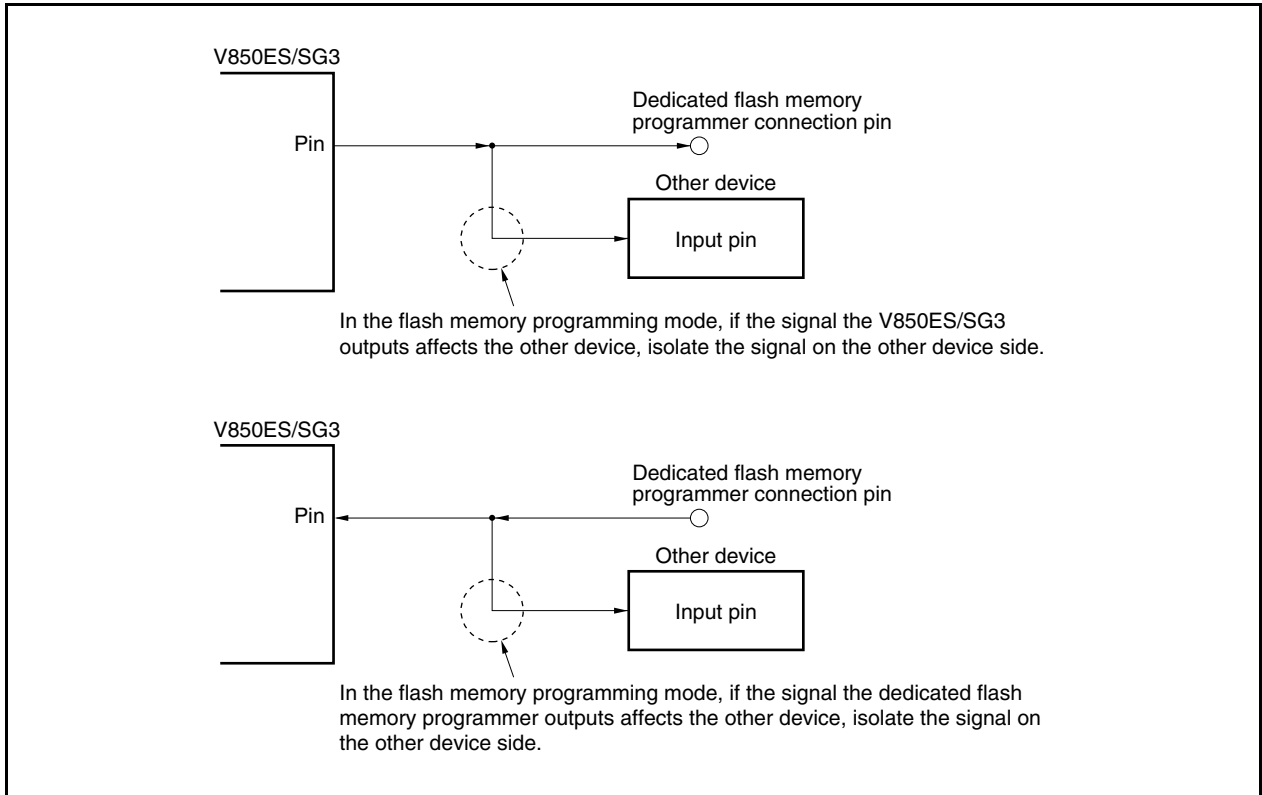 V850ES/SG3
Dedicated flash memory
programmer connection pin
Pin
Other device
Input pin
In the flash memory programming mode, if the signal the V850ES/SG3
outputs affects the other device, isolate the signal on the other device side.
V850ES/SG3
Dedicated flash memory
programmer connection pin
Pin
Other device
Input pin
In the flash memory programming mode, if the signal the dedicated flash
memory programmer outputs affects the other device, isolate the signal on
the other device side.